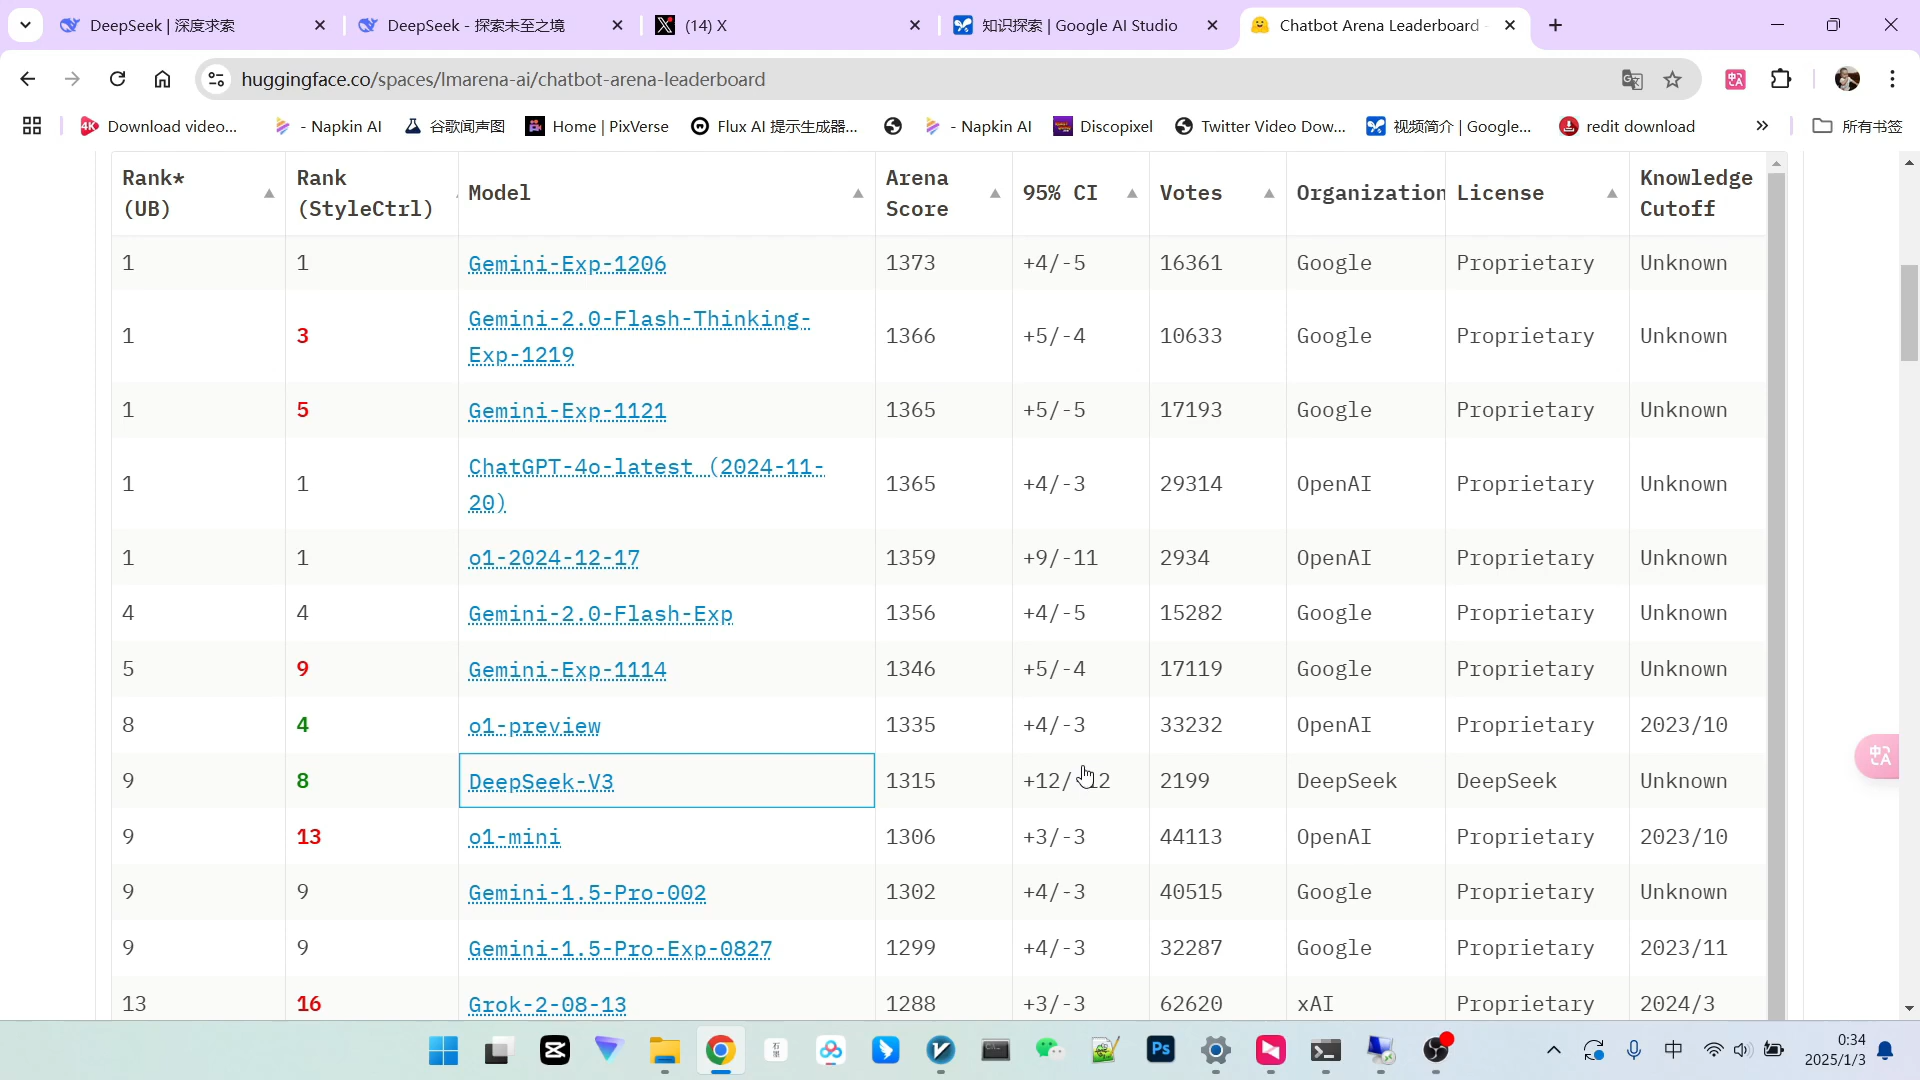 DeepSeek | 深度求索
DeepSeek - 探索未至之境
(14) X
知识探索 | Google AI Studio
Chatbot Arena Leaderboard
huggingface.co/spaces/lmarena-ai/chatbot-arena-leaderboard
Download video...
- Napkin AI
谷歌闻声图
Home | PixVerse
Flux AI 提示生成器...
- Napkin AI
Discopixel
Twitter Video Dow...
视频简介 | Google...
redit download
所有书签
Rank* (UB) Rank (StyleCtrl) Model Arena Score 95% CI Votes Organization License Knowledge Cutoff
1 1 Gemini-Exp-1206 1373 +4/-5 16361 Google Proprietary Unknown
1 3 Gemini-2.0-Flash-Thinking-Exp-1219 1366 +5/-4 10633 Google Proprietary Unknown
1 5 Gemini-Exp-1121 1365 +5/-5 17193 Google Proprietary Unknown
1 1 ChatGPT-4o-latest (2024-11-20) 1365 +4/-3 29314 OpenAI Proprietary Unknown
1 1 o1-2024-12-17 1359 +9/-11 2934 OpenAI Proprietary Unknown
4 4 Gemini-2.0-Flash-Exp 1356 +4/-5 15282 Google Proprietary Unknown
5 9 Gemini-Exp-1114 1346 +5/-4 17119 Google Proprietary Unknown
8 4 o1-preview 1335 +4/-3 33232 OpenAI Proprietary 2023/10
9 8 DeepSeek-V3 1315 +12/ 2 2199 DeepSeek DeepSeek Unknown
9 13 o1-mini 1306 +3/-3 44113 OpenAI Proprietary 2023/10
9 9 Gemini-1.5-Pro-002 1302 +4/-3 40515 Google Proprietary Unknown
9 9 Gemini-1.5-Pro-Exp-0827 1299 +4/-3 32287 Google Proprietary 2023/11
13 16 Grok-2-08-13 1288 +3/-3 62620 xAI Proprietary 2024/3
Ps
中
0:34
2025/1/3